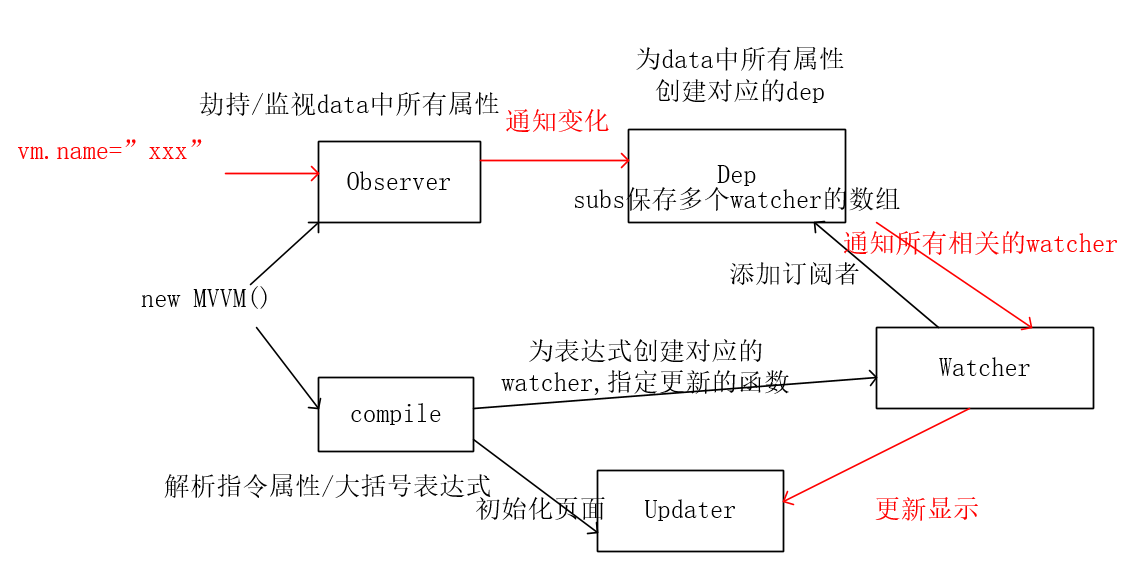 为data中所有属性
创建对应的dep
劫持/监视data中所有属性
通知变化
vm.name=”xxx”
Observer
Dep
subs保存多个watcher的数组
通知所有相关的watcher
添加订阅者
new MVVM()
为表达式创建对应的
watcher,指定更新的函数
Watcher
compile
解析指令属性/大括号表达式
初始化页面
Updater
更新显示